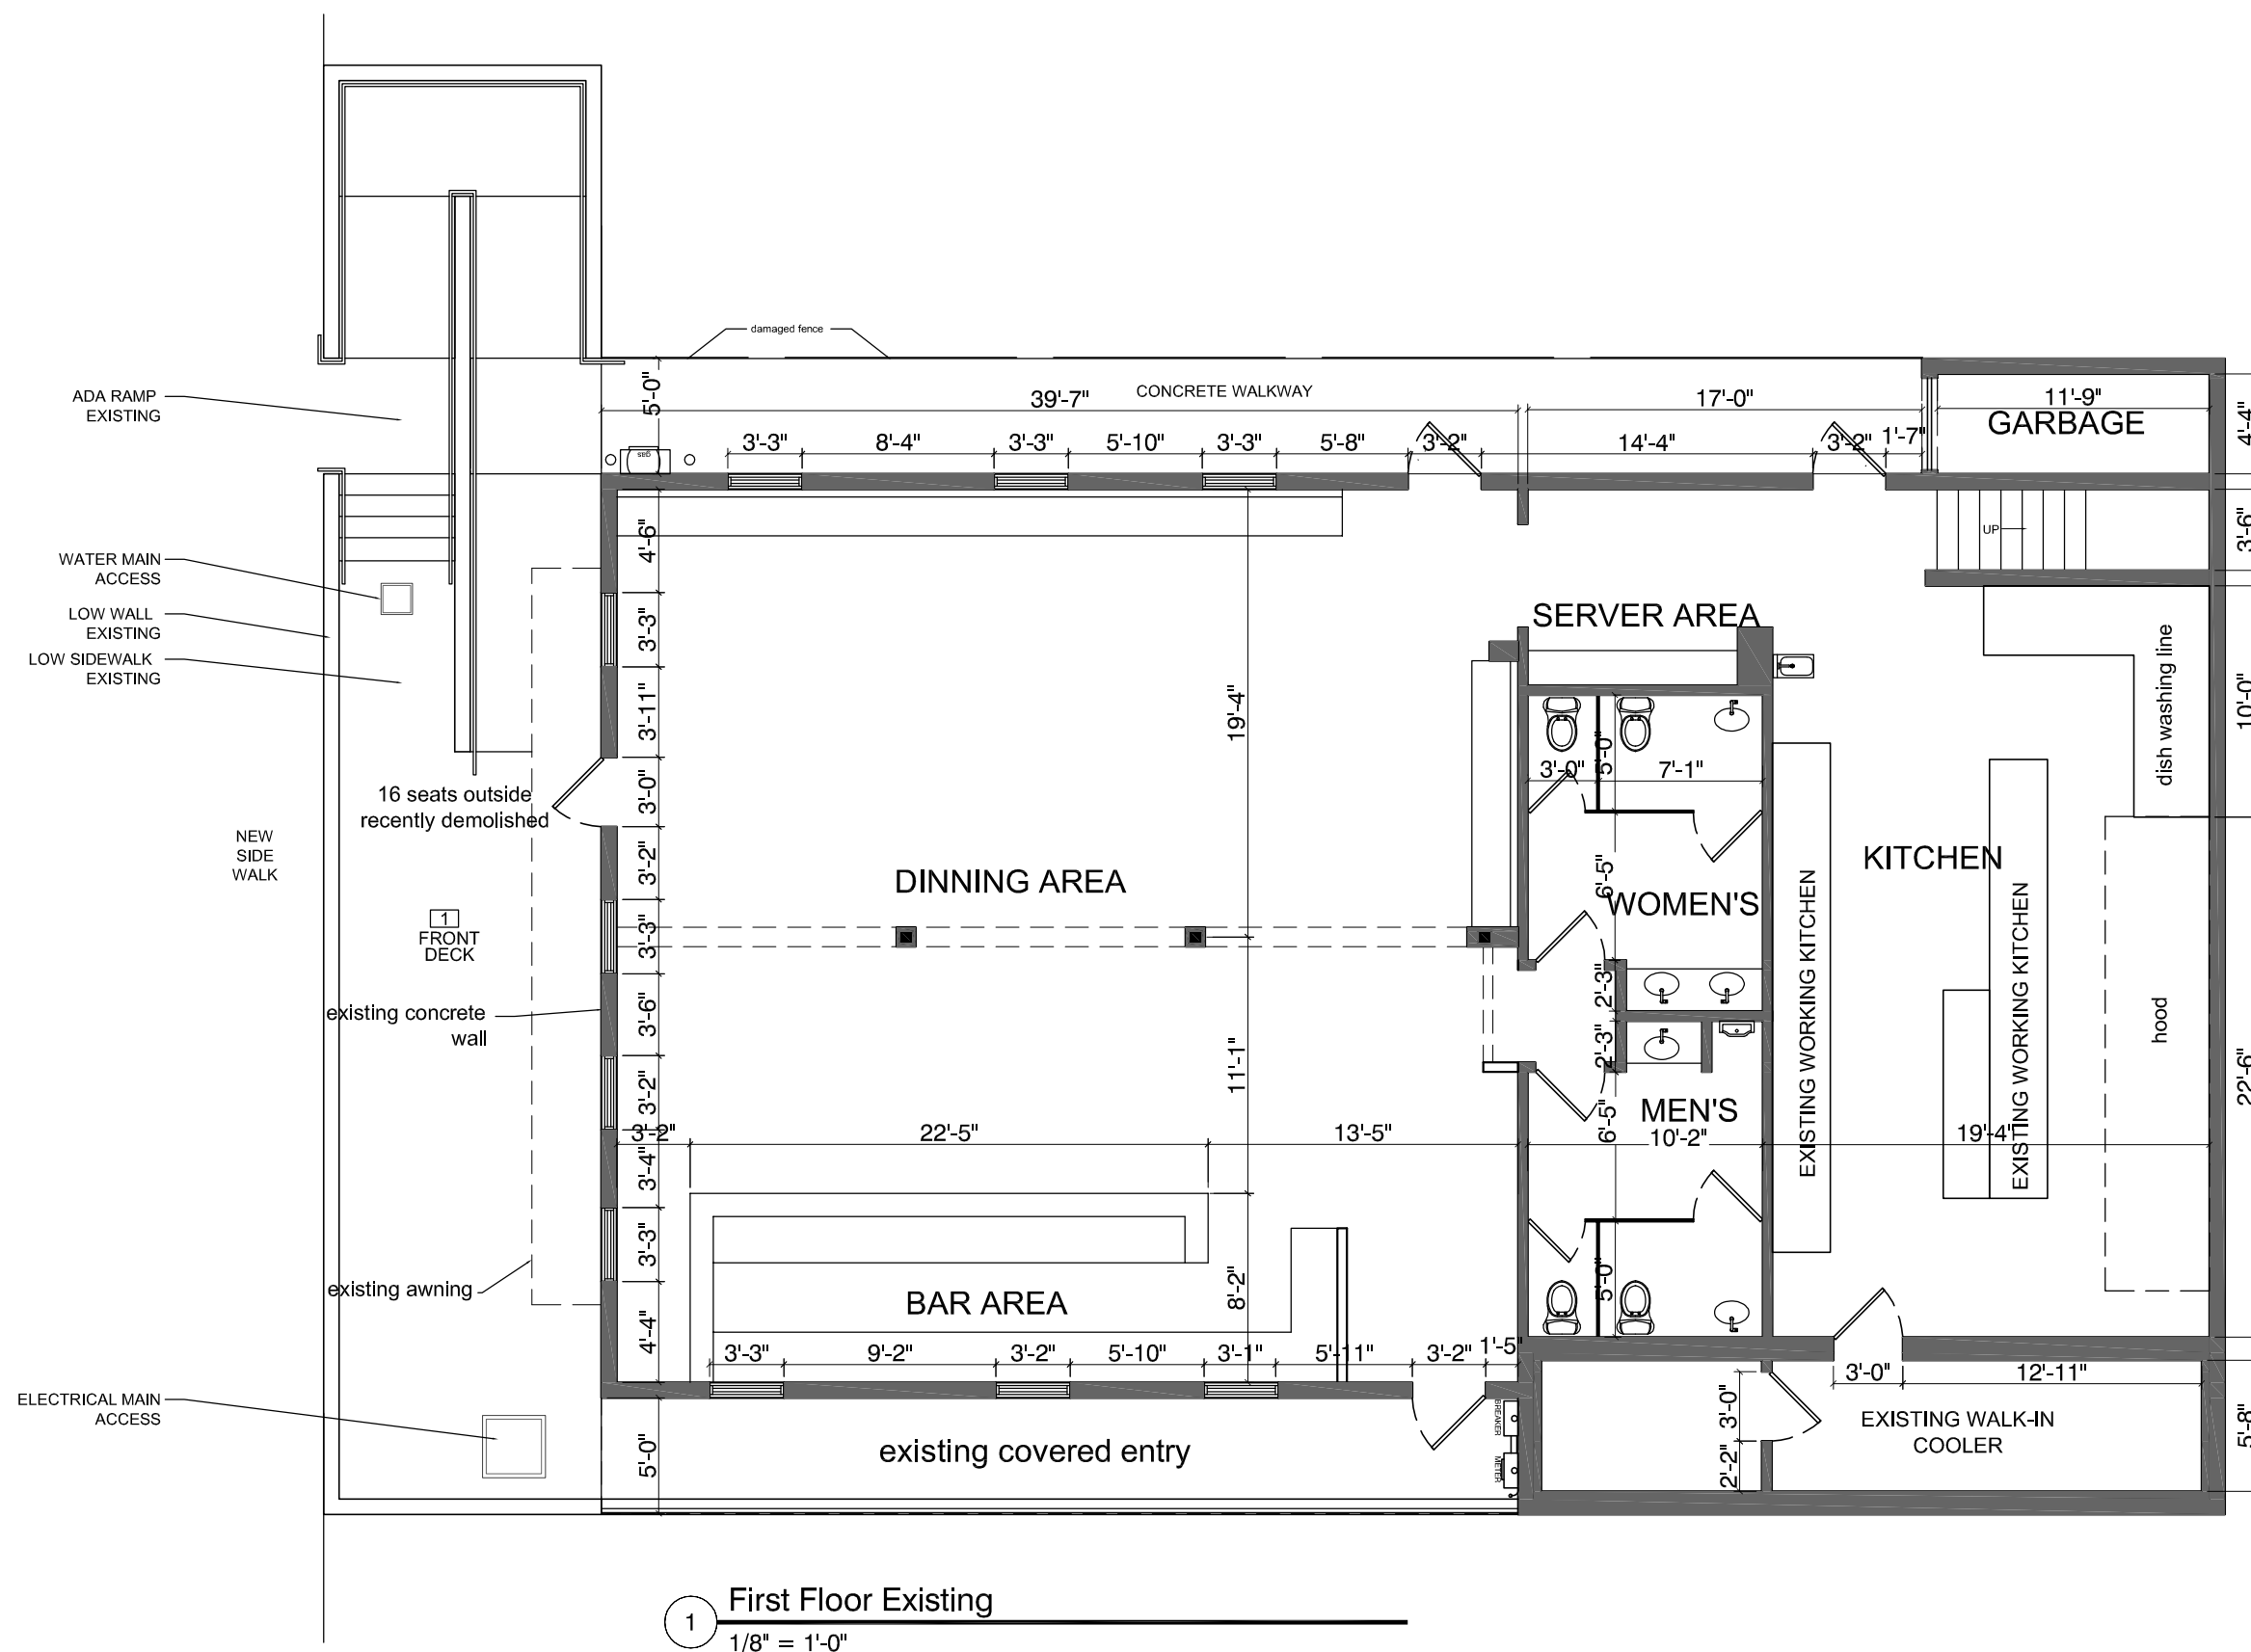 damaged fence
ADA RAMP
EXISTING
5'-0"
39'-7"
CONCRETE WALKWAY
17'-0"
11'-9"
GARBAGE
4'-4"
gas
3'-3"
8'-4"
3'-3"
5'-10"
3'-3"
5'-8"
3'-2"
14'-4"
3'-2"
1'-7"
4'-6"
UP
3'-6"
WATER MAIN
ACCESS
LOW WALL
EXISTING
LOW SIDEWALK
EXISTING
3'-3"
SERVER AREA
3'-11"
19'-4"
10'-0"
dish washing line
3'-0"
5'-0"
7'-1"
16 seats outside
recently demolished
3'-0"
NEW
SIDE
WALK
3'-2"
DINNING AREA
6'-5"
WOMEN'S
KITCHEN
EXISTING WORKING KITCHEN
EXISTING WORKING KITCHEN
1
FRONT
DECK
3'-3"
existing concrete
wall
3'-6"
2'-3"
2'-3"
hood
11'-1"
3'-2"
22'-6"
6'-5"
MEN'S
3'-2"
22'-5"
13'-5"
10'-2"
19'-4"
3'-4"
3'-3"
existing awning
BAR AREA
8'-2"
5'-0"
4'-4"
3'-3"
9'-2"
3'-2"
5'-10"
3'-1"
5'-11"
3'-2"
1'-5"
3'-0"
12'-11"
ELECTRICAL MAIN
ACCESS
5'-0"
existing covered entry
BREAKER
METER
3'-0"
2'-2"
EXISTING WALK-IN
COOLER
5'-8"
1
First Floor Existing
1/8" = 1'-0"